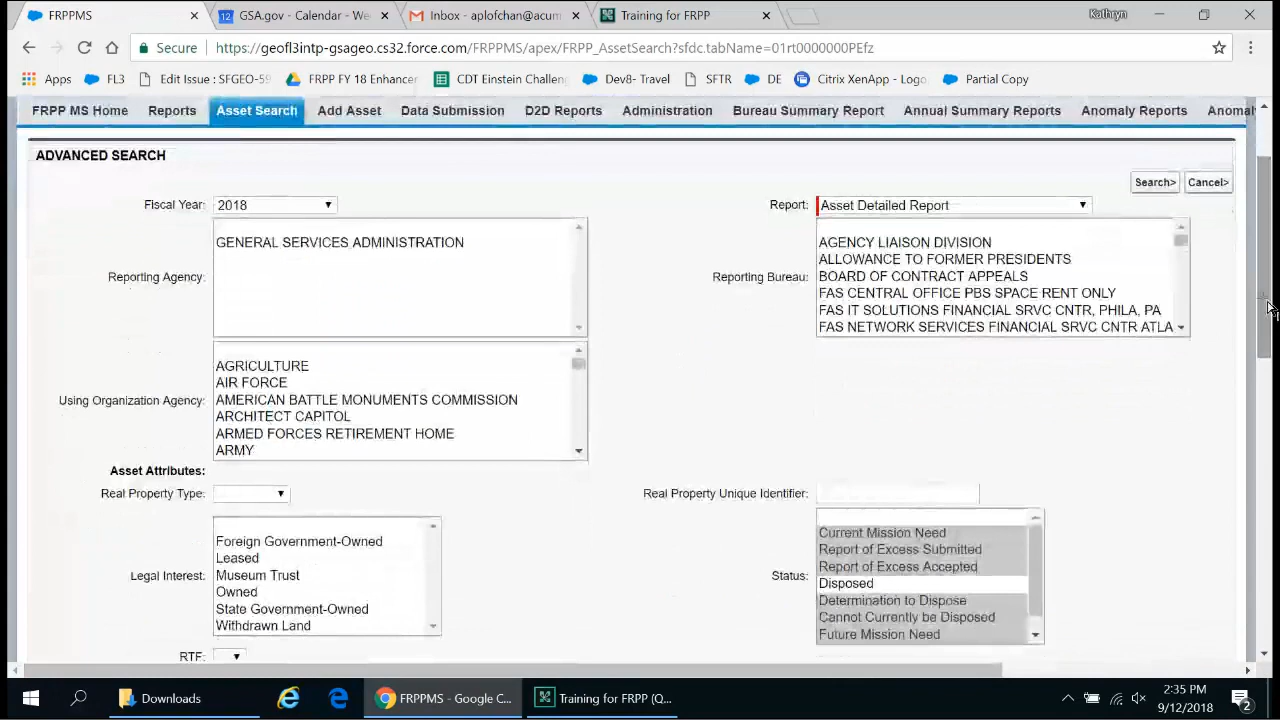 FRPPMS
GSA.gov - Calendar - We
Inbox - aplofchan@acum
Training for FRPP
Kathryn
Secure
https://geofl3intp-gsageo.cs32.force.com/FRPPMS/apex/FRPP_AssetSearch?sfdc.tabName=01rt0000000PEfz
Apps
FL3
Edit Issue : SFGEO-59
FRPP FY 18 Enhancer
CDT Einstein Challen
Dev8- Travel
SFTR
DE
Citrix XenApp - Logo
Partial Copy
FRPP MS Home
Reports
Asset Search
Add Asset
Data Submission
D2D Reports
Administration
Bureau Summary Report
Annual Summary Reports
Anomaly Reports
Anomal
ADVANCED SEARCH
Search>
Cancel>
Fiscal Year:
2018
Report:
Asset Detailed Report
Reporting Agency:
GENERAL SERVICES ADMINISTRATION
Reporting Bureau:
AGENCY LIAISON DIVISION
ALLOWANCE TO FORMER PRESIDENTS
BOARD OF CONTRACT APPEALS
FAS CENTRAL OFFICE PBS SPACE RENT ONLY
FAS IT SOLUTIONS FINANCIAL SRVC CNTR, PHILA, PA
FAS NETWORK SERVICES FINANCIAL SRVC CNTR ATLA
Using Organization Agency:
AGRICULTURE
AIR FORCE
AMERICAN BATTLE MONUMENTS COMMISSION
ARCHITECT CAPITOL
ARMED FORCES RETIREMENT HOME
ARMY
Asset Attributes:
Real Property Type:
Real Property Unique Identifier:
Legal Interest:
Foreign Government-Owned
Leased
Museum Trust
Owned
State Government-Owned
Withdrawn Land
Status:
Current Mission Need
Report of Excess Submitted
Report of Excess Accepted
Disposed
Determination to Dispose
Cannot Currently be Disposed
Future Mission Need
RTF:
Downloads
FRPPMS - Google C...
Training for FRPP (Q...
2:35 PM
9/12/2018
2